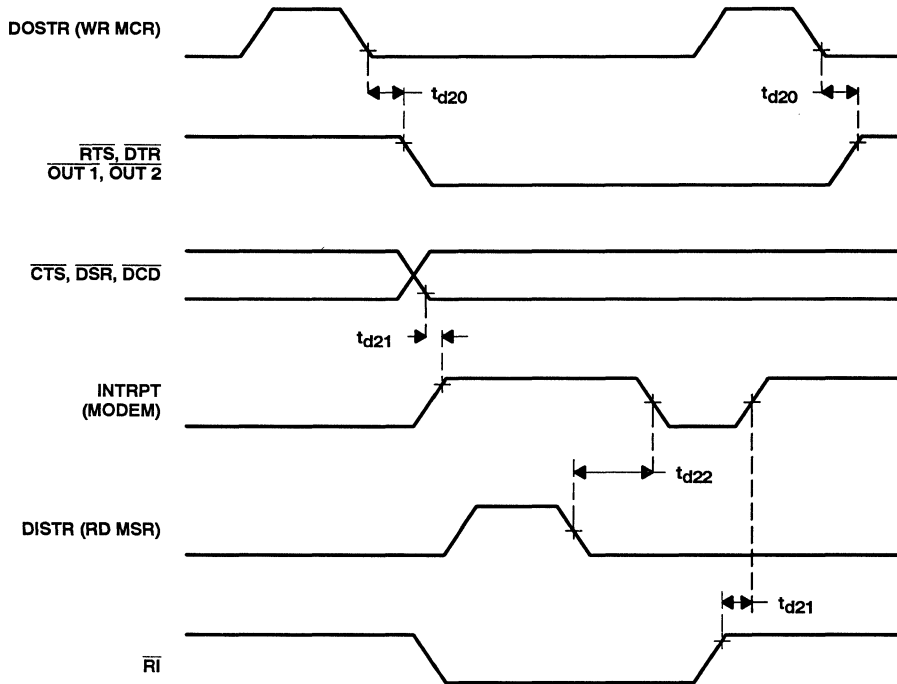 DOSTR (WR MCR)
td20
td20
RTS, DTR
OUT 1, OUT 2
CTS, DSR, DCD
td21
INTRPT
(MODEM)
td22
DISTR (RD MSR)
td21
RI